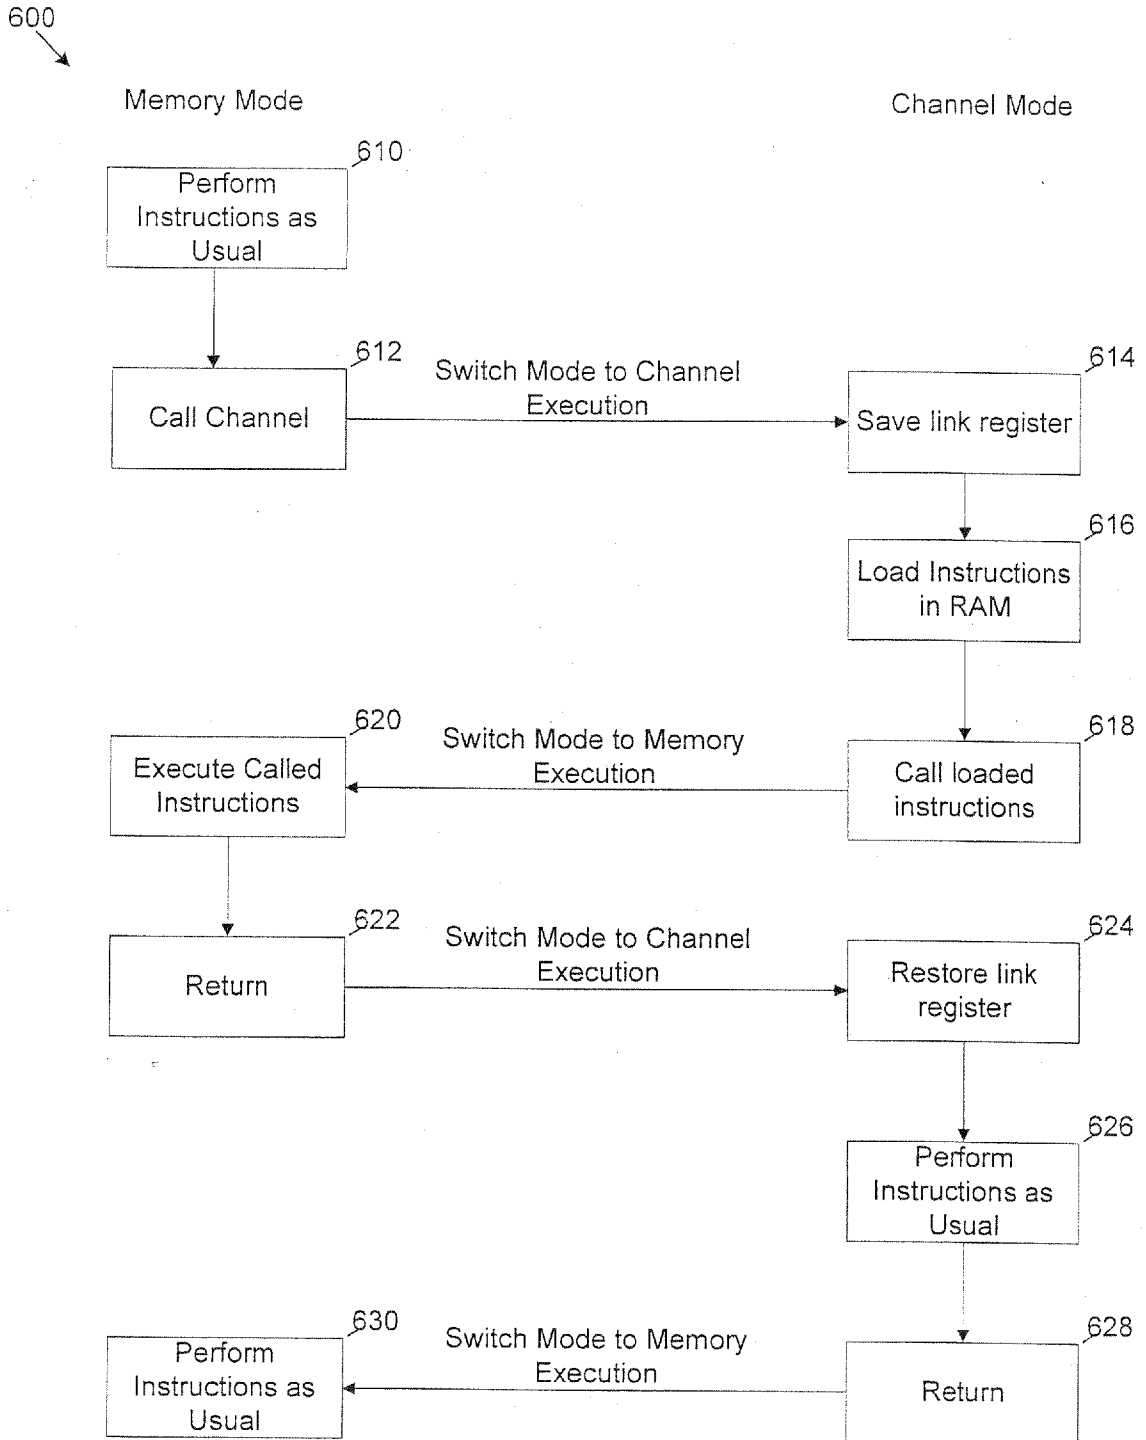 600
Memory Mode
Channel Mode
610
Perform
Instructions as
Usual
612
Call Channel
Switch Mode to Channel
Execution
614
Save link register
616
Load Instructions
in RAM
618
Call loaded
instructions
Switch Mode to Memory
Execution
620
Execute Called
Instructions
622
Return
Switch Mode to Channel
Execution
624
Restore link
register
626
Perform
Instructions as
Usual
628
Return
Switch Mode to Memory
Execution
630
Perform
Instructions as
Usual